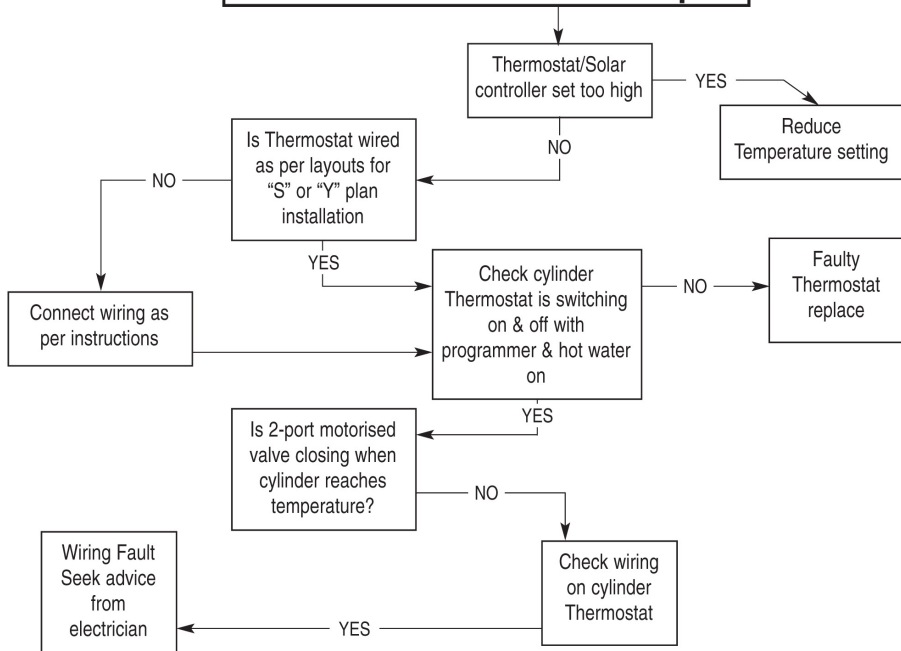 Thermostat/Solar
controller set too high
YES
Reduce
Temperature setting
NO
Is Thermostat wired
as per layouts for
“S” or “Y” plan
installation
NO
YES
Connect wiring as
per instructions
Check cylinder
Thermostat is switching
on & off with
programmer & hot water
on
NO
Faulty
Thermostat
replace
YES
Is 2-port motorised
valve closing when
cylinder reaches
temperature?
NO
Check wiring
on cylinder
Thermostat
YES
Wiring Fault
Seek advice
from
electrician